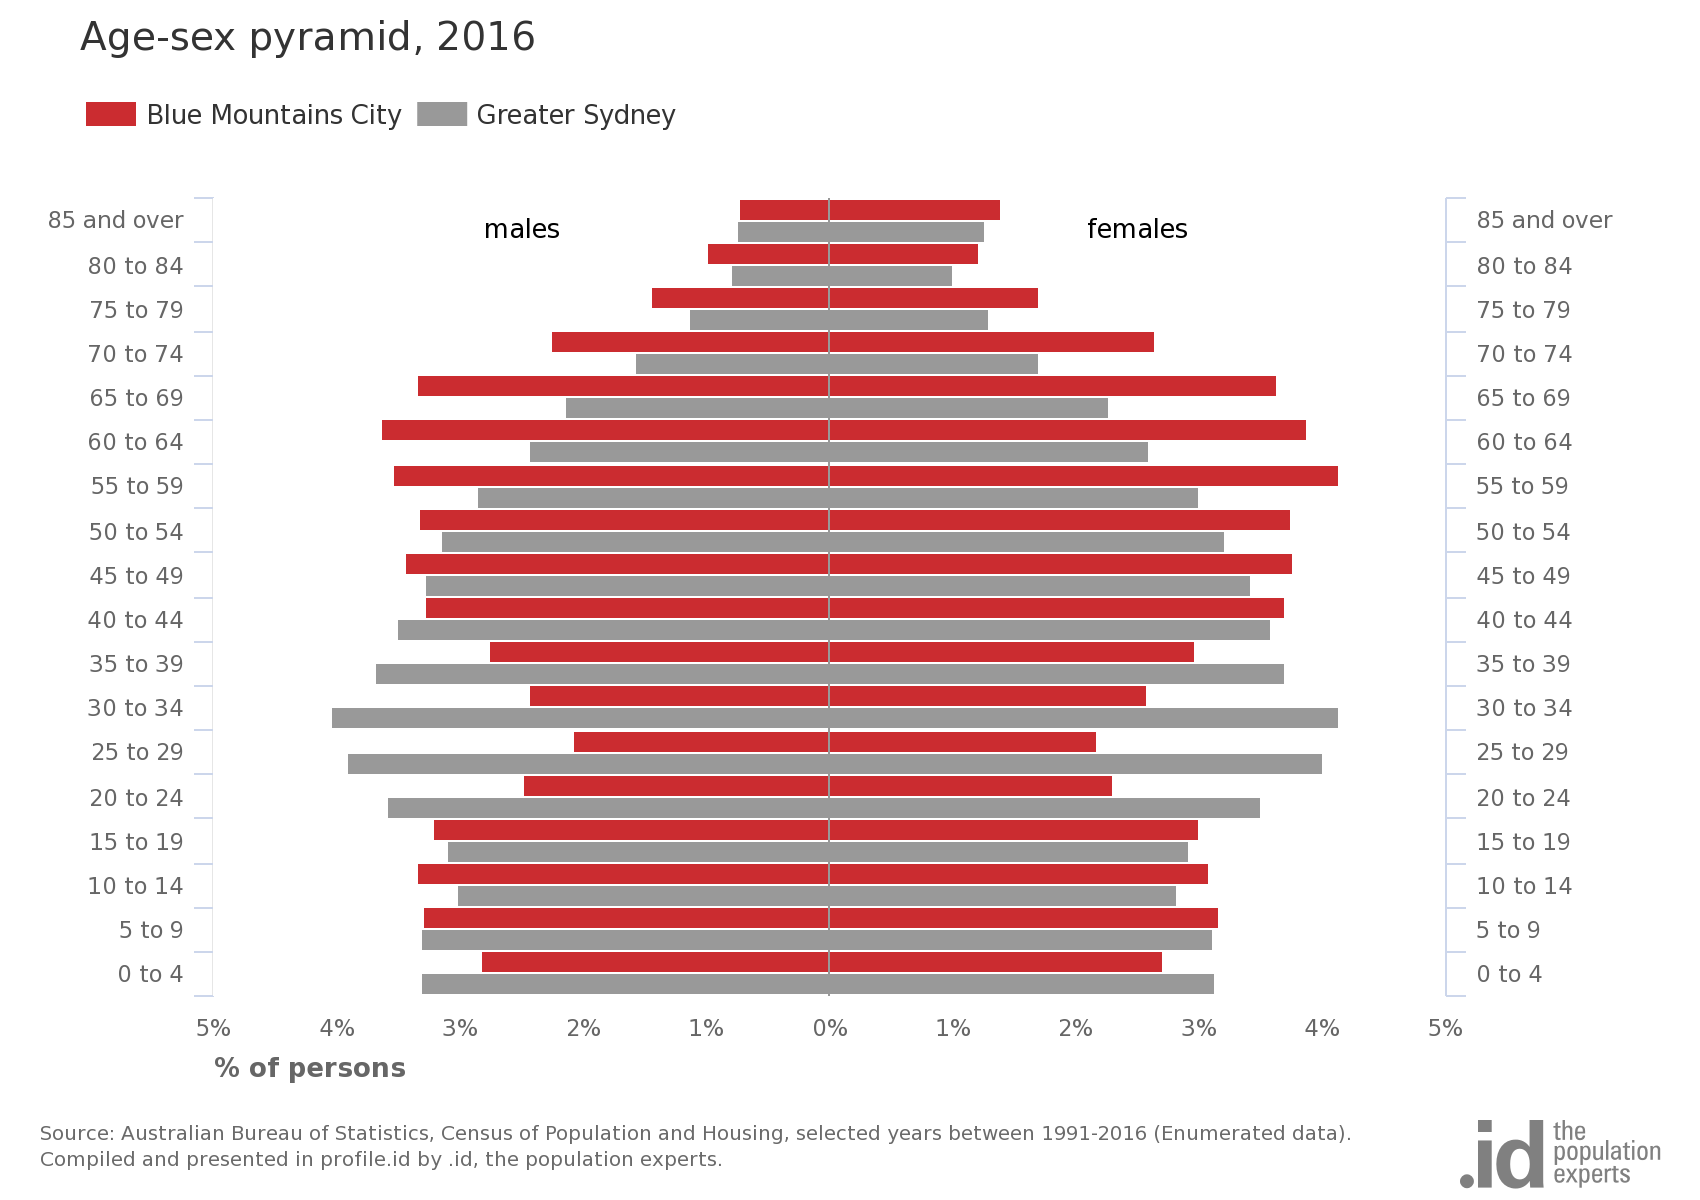 Age-sex pyramid, 2016
Blue Mountains City Greater Sydney
males females
85 and over 85 and over
80 to 84 80 to 84
75 to 79 75 to 79
70 to 74 70 to 74
65 to 69 65 to 69
60 to 64 60 to 64
55 to 59 55 to 59
50 to 54 50 to 54
45 to 49 45 to 49
40 to 44 40 to 44
35 to 39 35 to 39
30 to 34 30 to 34
25 to 29 25 to 29
20 to 24 20 to 24
15 to 19 15 to 19
10 to 14 10 to 14
5 to 9 5 to 9
0 to 4 0 to 4
5% 4% 3% 2% 1% 0% 1% 2% 3% 4% 5%
% of persons
Source: Australian Bureau of Statistics, Census of Population and Housing, selected years between 1991-2016 (Enumerated data).
Compiled and presented in profile.id by .id, the population experts.
.id
the
population
experts